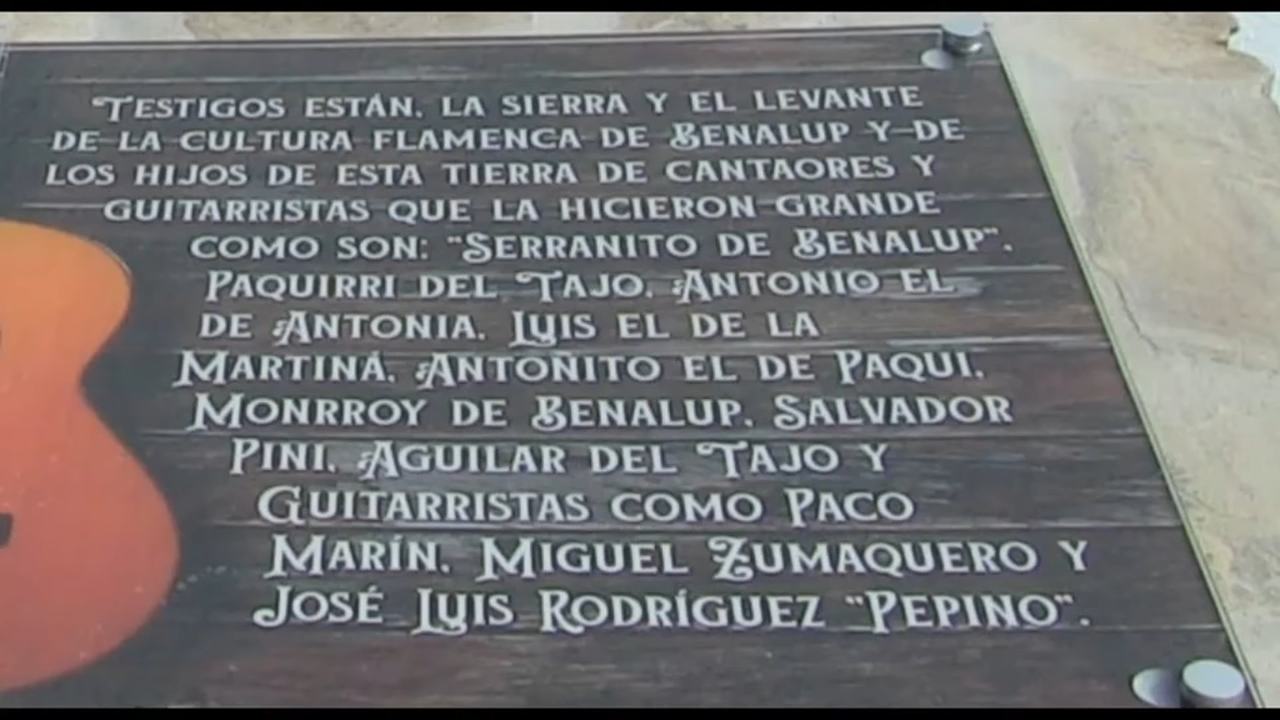 TESTIGOS ESTÁN, LA SIERRA Y EL LEVANTE
DE LA CULTURA FLAMENCA DE BENALUP Y DE
LOS HIJOS DE ESTA TIERRA DE CANTAORES Y
GUITARRISTAS QUE LA HICIERON GRANDE
COMO SON: "SERRANITO DE BENALUP",
PAQUIRRI DEL TAJO, ANTONIO EL
DE ANTONIA, LUIS EL DE LA
MARTINÁ, ANTOÑITO EL DE PAQUI,
MONRROY DE BENALUP, SALVADOR
PINI, AGUILAR DEL TAJO Y
GUITARRISTAS COMO PACO
MARÍN, MIGUEL ZUMAQUERO Y
JOSÉ LUIS RODRÍGUEZ "PEPINO".